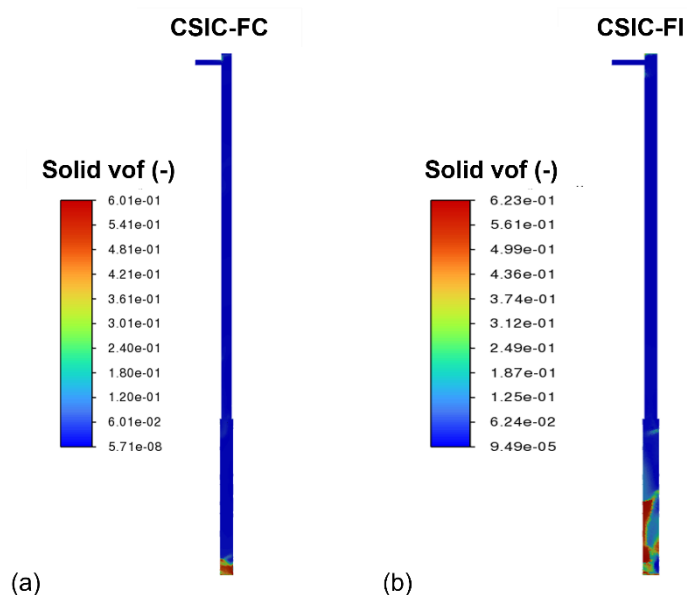 CSIC-FC
CSIC-FI
Solid vof (-)
6.01e-01
5.41e-01
4.81e-01
4.21e-01
3.61e-01
3.01e-01
2.40e-01
1.80e-01
1.20e-01
6.01e-02
5.71e-08
Solid vof (-)
6.23e-01
5.61e-01
4.99e-01
4.36e-01
3.74e-01
3.12e-01
2.49e-01
1.87e-01
1.25e-01
6.24e-02
9.49e-05
(a)
(b)